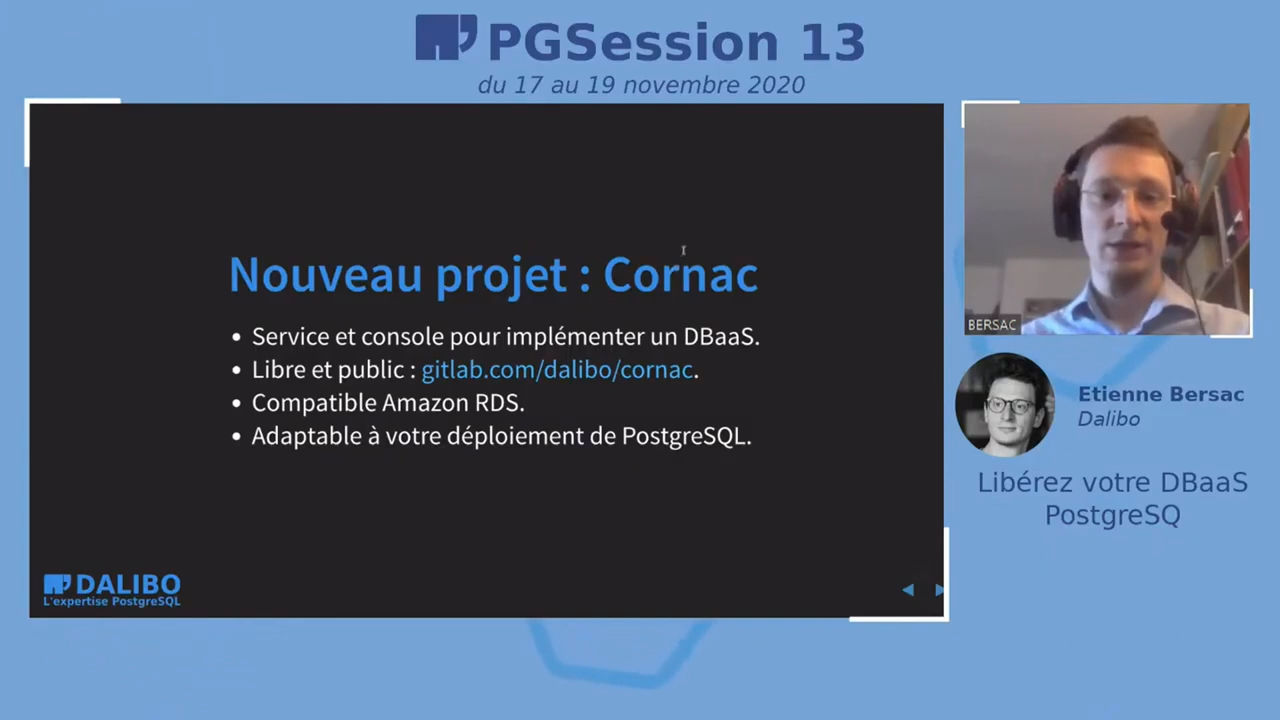 PGSession 13
du 17 au 19 novembre 2020
Nouveau projet : Cornac
• Service et console pour implémenter un DBaaS.
• Libre et public : gitlab.com/dalibo/cornac.
• Compatible Amazon RDS.
• Adaptable à votre déploiement de PostgreSQL.
DALIBO
L'expertise PostgreSQL
BERSAC
Etienne Bersac
Dalibo
Libérez votre DBaaS
PostgreSQ